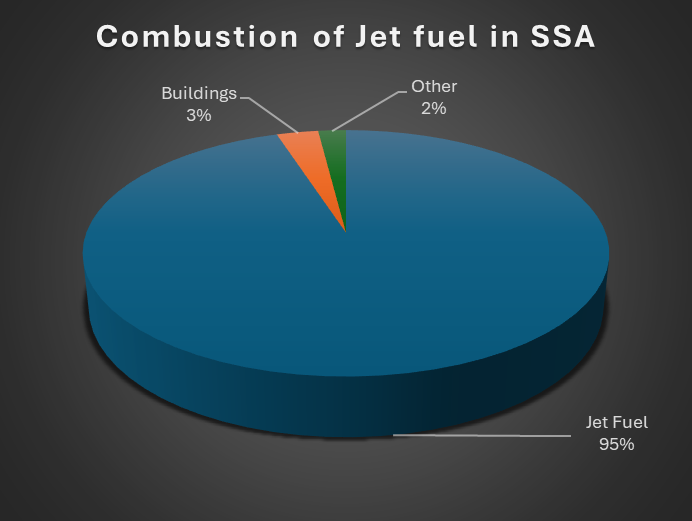 Combustion of Jet fuel in SSA
Buildings
3%
Other
2%
Jet Fuel
95%